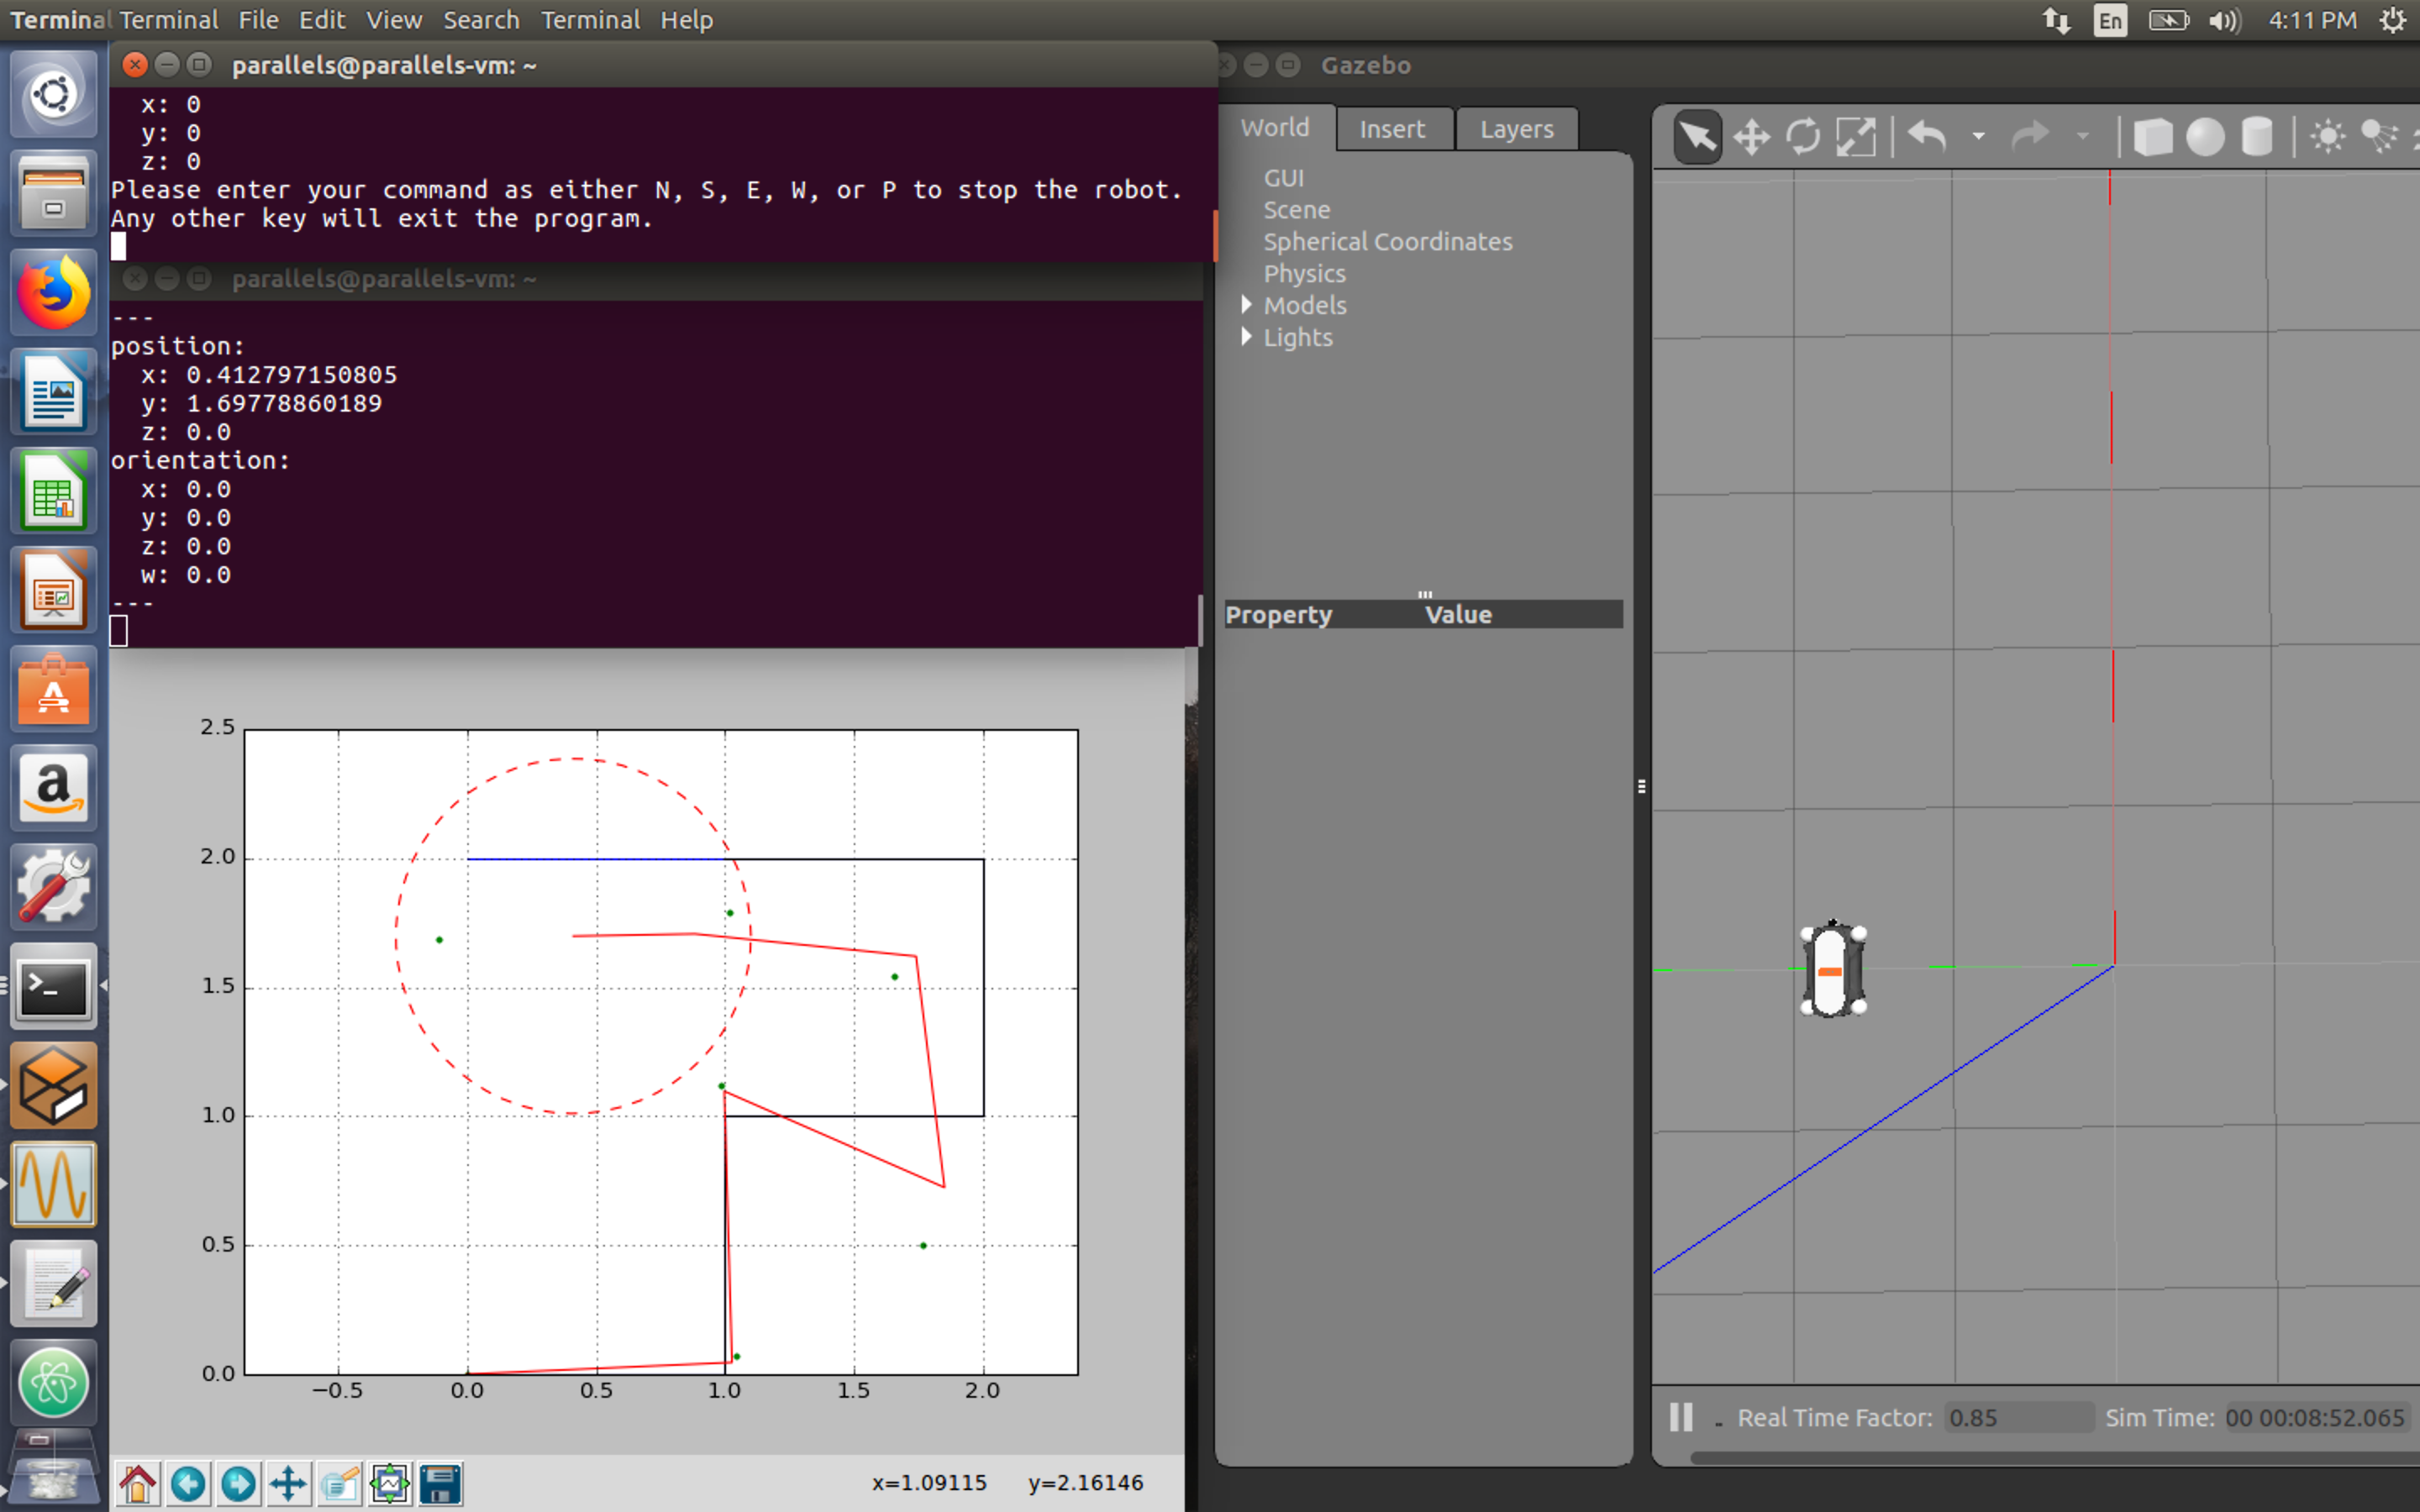 Terminal Terminal File Edit View Search Terminal Help
En
4:11 PM
parallels@parallels-vm: ~
x: 0
y: 0
z: 0
Please enter your command as either N, S, E, W, or P to stop the robot.
Any other key will exit the program.
parallels@parallels-vm: ~
---
position:
x: 0.412797150805
y: 1.69778860189
z: 0.0
orientation:
x: 0.0
y: 0.0
z: 0.0
w: 0.0
---
2.5
2.0
1.5
1.0
0.5
0.0
−0.5 0.0 0.5 1.0 1.5 2.0
x=1.09115 y=2.16146
Gazebo
World Insert Layers
GUI
Scene
Spherical Coordinates
Physics
Models
Lights
Property Value
Real Time Factor: 0.85 Sim Time: 00 00:08:52.065